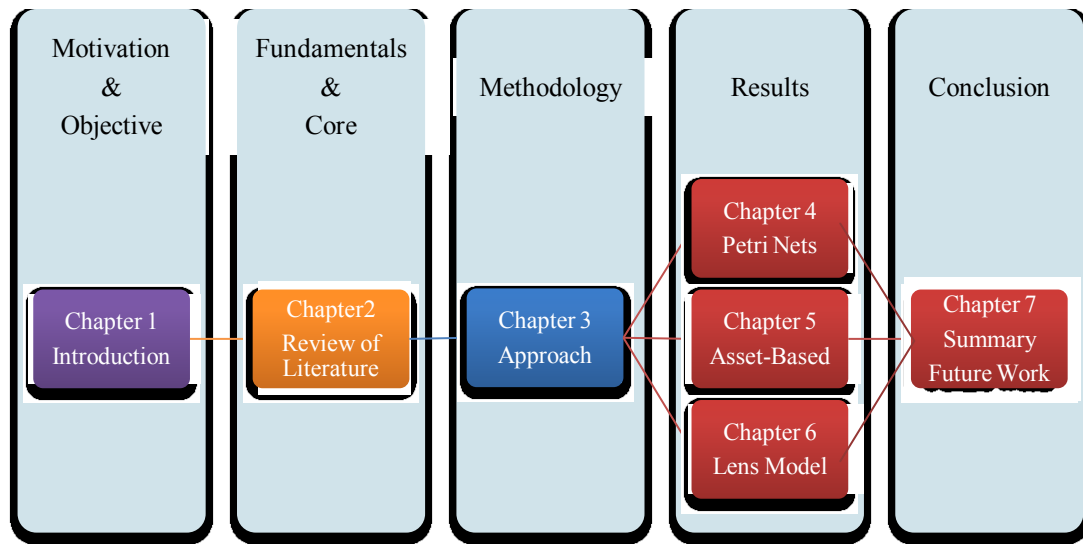 Motivation
&
Objective
Fundamentals
&
Core
Methodology
Results
Conclusion
Chapter 1
Introduction
Chapter2
Review of
Literature
Chapter 3
Approach
Chapter 4
Petri Nets
Chapter 5
Asset-Based
Chapter 6
Lens Model
Chapter 7
Summary
Future Work